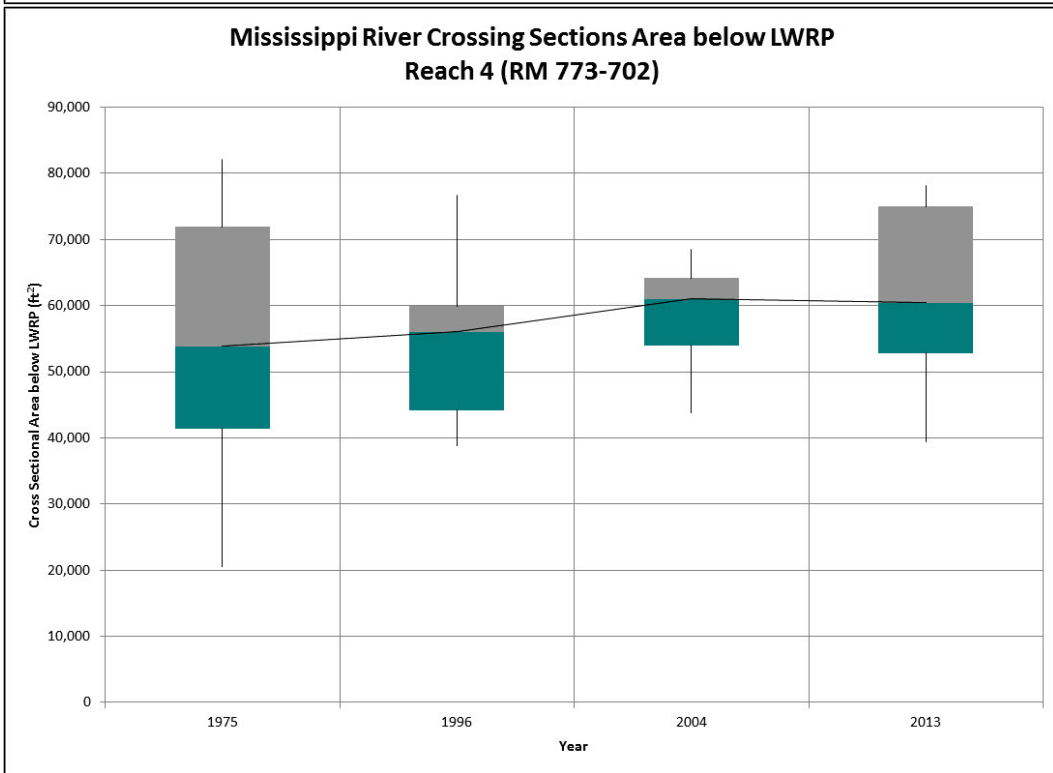 Mississippi River Crossing Sections Area below LWRP
Reach 4 (RM 773-702)
90,000
80,000
70,000
60,000
50,000
40,000
30,000
20,000
10,000
0
Cross Sectional Area below LWRP (ft²)
1975 1996 2004 2013
Year